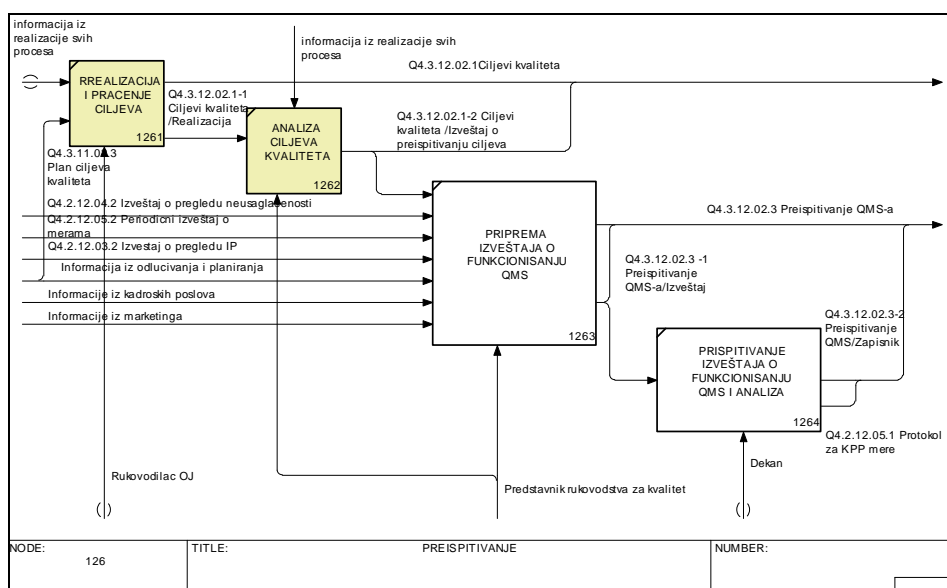 informacija iz
realizacije svih
procesa
informacija iz realizacije svih
procesa
Q4.3.12.02.1Ciljevi kvaliteta
RREALIZACIJA
I PRACENJE
CILJEVA
1261
Q4.3.12.02.1-1
Ciljevi kvaliteta
/Realizacija
ANALIZA
CILJEVA
KVALITETA
1262
Q4.3.12.02.1-2 Ciljevi
kvaliteta /Izveštaj o
preispitivanju ciljeva
Plan ciljeva
kvaliteta
Q4.2.12.04.2 Izveštaj o pregledu neusaglašenosti
Q4.2.12.05.2 Periodicni izveštaj o
merama
Q4.2.12.03.2 Izvestaj o pregledu IP
Informacija iz odlucivanja i planiranja
Informacije iz kadroskih poslova
Informacije iz marketinga
PRIPREMA
IZVEŠTAJA O
FUNKCIONISANJU
QMS
1263
Q4.3.12.02.3 Preispitivanje QMS-a
Q4.3.12.02.3 -1
Preispitivanje
QMS-a/Izveštaj
Q4.3.12.02.3-2
Preispitivanje
QMS/Zapisnik
PRISPITIVANJE
IZVEŠTAJA O
FUNKCIONISANJU
QMS I ANALIZA
1264
Q4.2.12.05.1 Protokol
za KPP mere
Rukovodilac OJ
Predstavnik rukovodstva za kvalitet
Dekan
NODE:
126
TITLE:
PREISPITIVANJE
NUMBER: